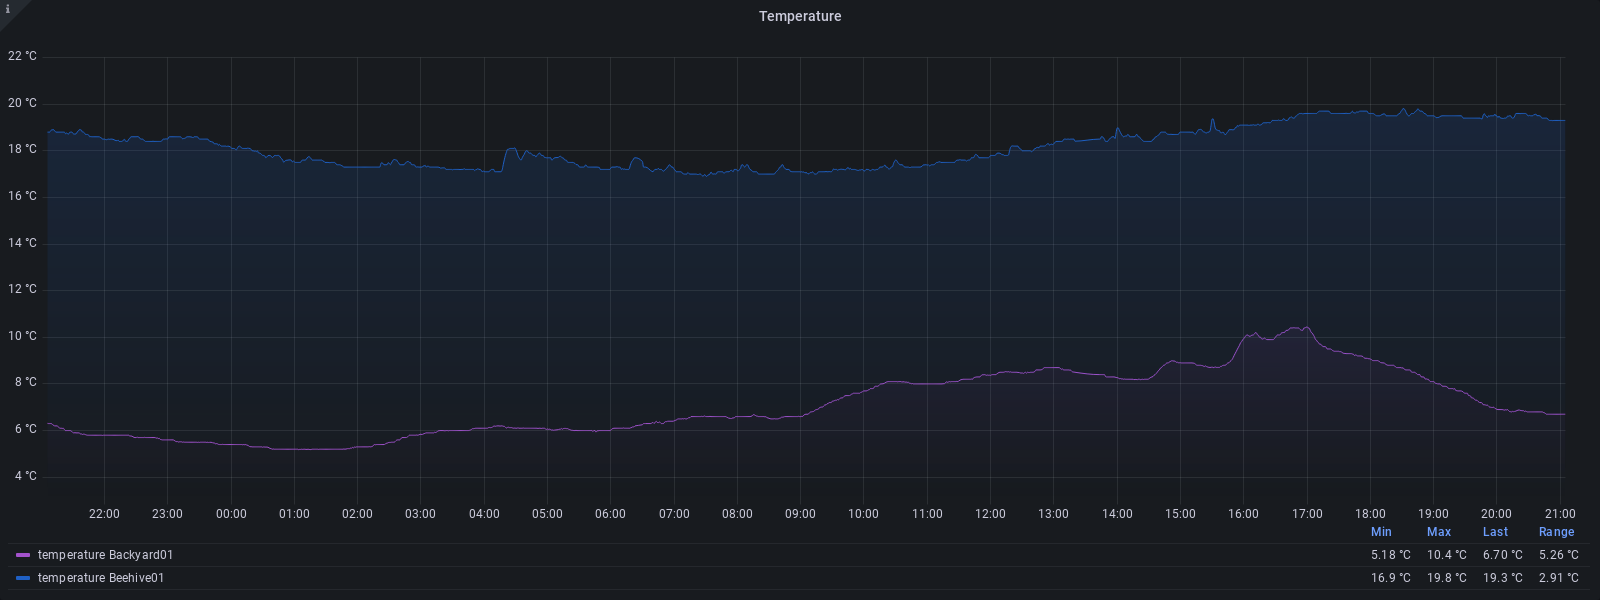 i
Temperature
22 °C
20 °C
18 °C
16 °C
14 °C
12 °C
10 °C
8 °C
6 °C
4 °C
22:00 23:00 00:00 01:00 02:00 03:00 04:00 05:00 06:00 07:00 08:00 09:00 10:00 11:00 12:00 13:00 14:00 15:00 16:00 17:00 18:00 19:00 20:00 21:00
Min Max Last Range
temperature Backyard01 5.18 °C 10.4 °C 6.70 °C 5.26 °C
temperature Beehive01 16.9 °C 19.8 °C 19.3 °C 2.91 °C